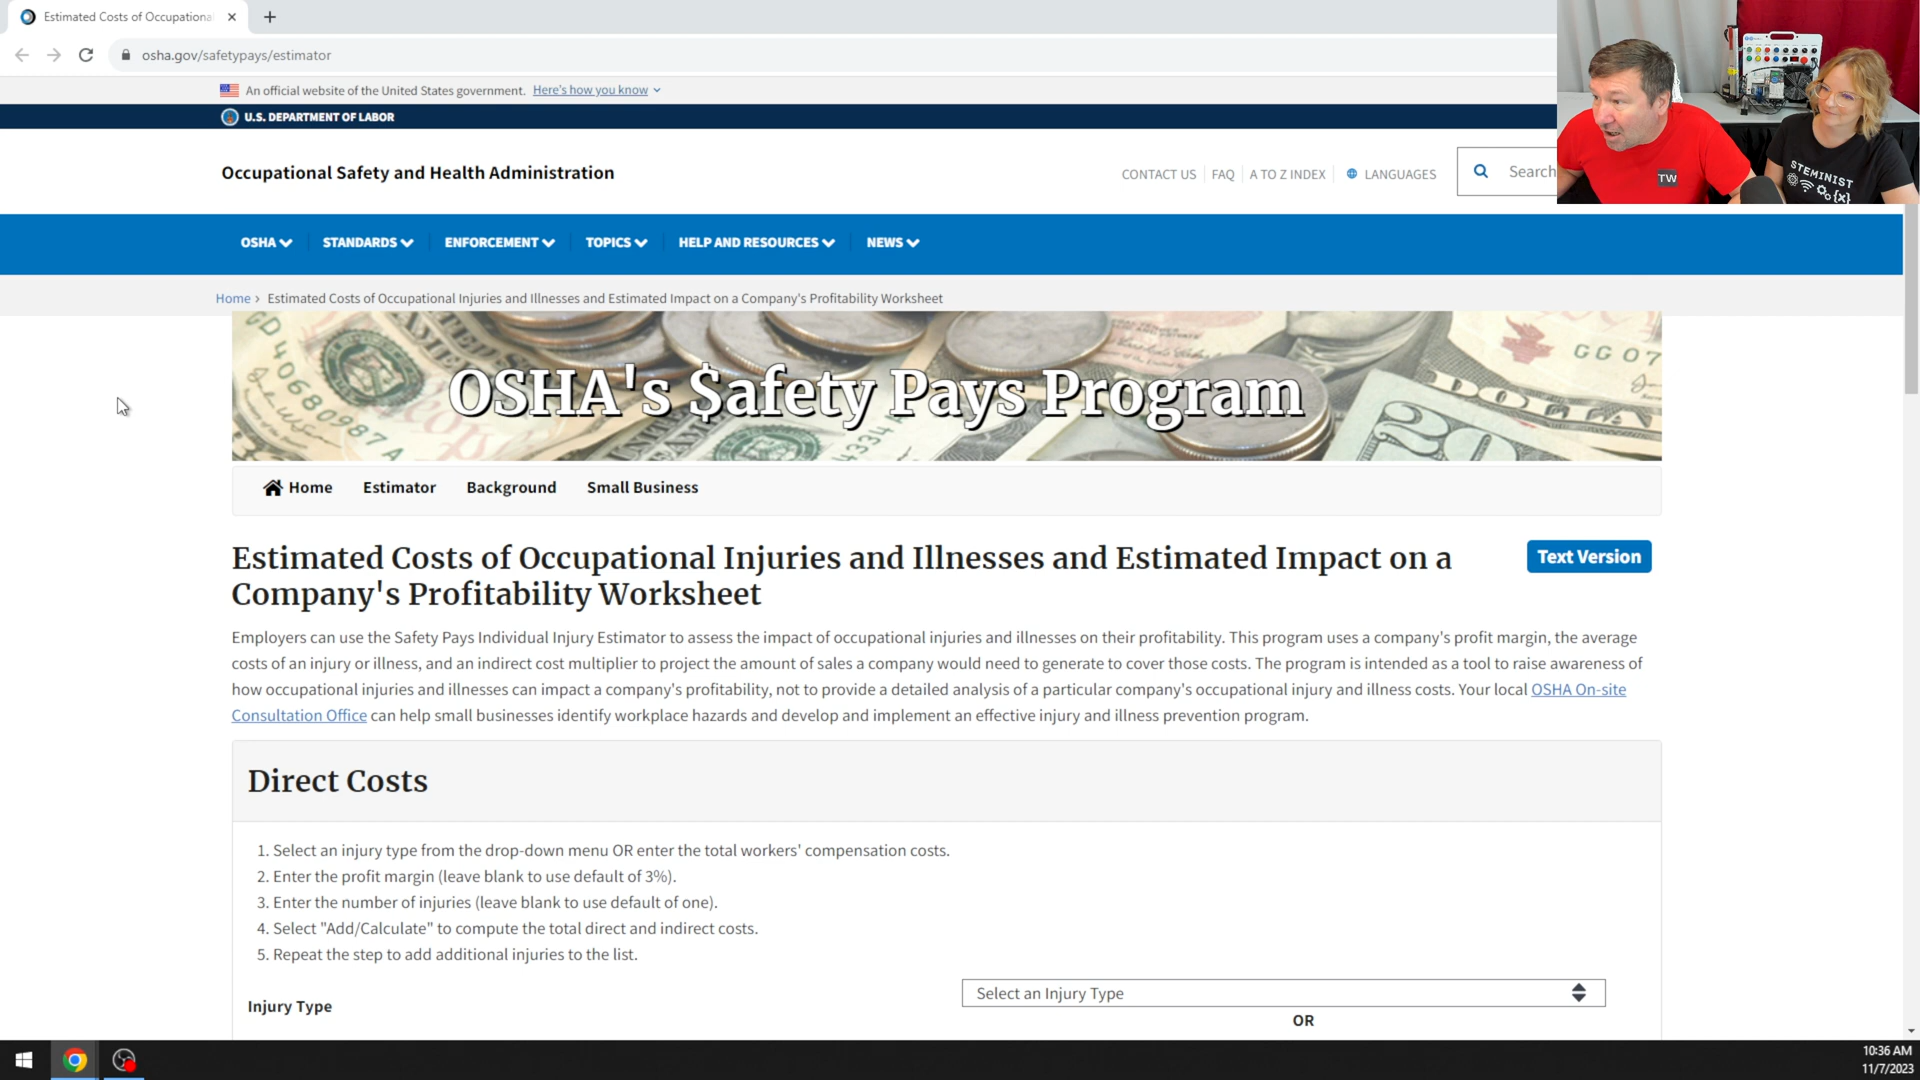 Estimated Costs of Occupationa
osha.gov/safetypays/estimator
An official website of the United States government. Here's how you know
U.S. DEPARTMENT OF LABOR
Occupational Safety and Health Administration
CONTACT US FAQ A TO Z INDEX LANGUAGES Search
TW
STEMINIST
{x}
OSHA STANDARDS ENFORCEMENT TOPICS HELP AND RESOURCES NEWS
Home › Estimated Costs of Occupational Injuries and Illnesses and Estimated Impact on a Company's Profitability Worksheet
OSHA's $afety Pays Program
Home Estimator Background Small Business
Estimated Costs of Occupational Injuries and Illnesses and Estimated Impact on a
Company's Profitability Worksheet
Text Version
Employers can use the Safety Pays Individual Injury Estimator to assess the impact of occupational injuries and illnesses on their profitability. This program uses a company's profit margin, the average
costs of an injury or illness, and an indirect cost multiplier to project the amount of sales a company would need to generate to cover those costs. The program is intended as a tool to raise awareness of
how occupational injuries and illnesses can impact a company's profitability, not to provide a detailed analysis of a particular company's occupational injury and illness costs. Your local OSHA On-site
Consultation Office can help small businesses identify workplace hazards and develop and implement an effective injury and illness prevention program.
Direct Costs
1. Select an injury type from the drop-down menu OR enter the total workers' compensation costs.
2. Enter the profit margin (leave blank to use default of 3%).
3. Enter the number of injuries (leave blank to use default of one).
4. Select "Add/Calculate" to compute the total direct and indirect costs.
5. Repeat the step to add additional injuries to the list.
Injury Type
Select an Injury Type
OR
10:36 AM
11/7/2023